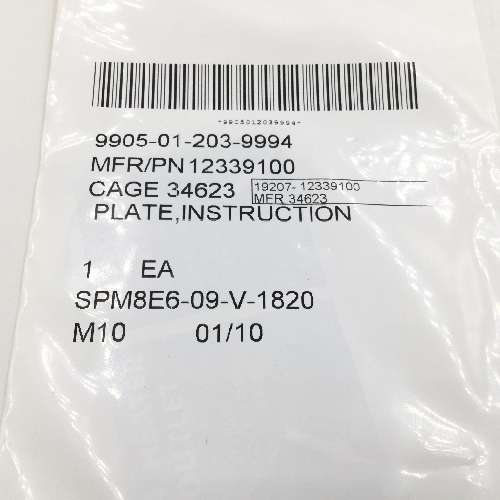 *9905012039994*
9905-01-203-9994
MFR/PN 12339100
CAGE 34623
19207- 12339100
MFR 34623
PLATE,INSTRUCTION
1 EA
SPM8E6-09-V-1820
M10 01/10